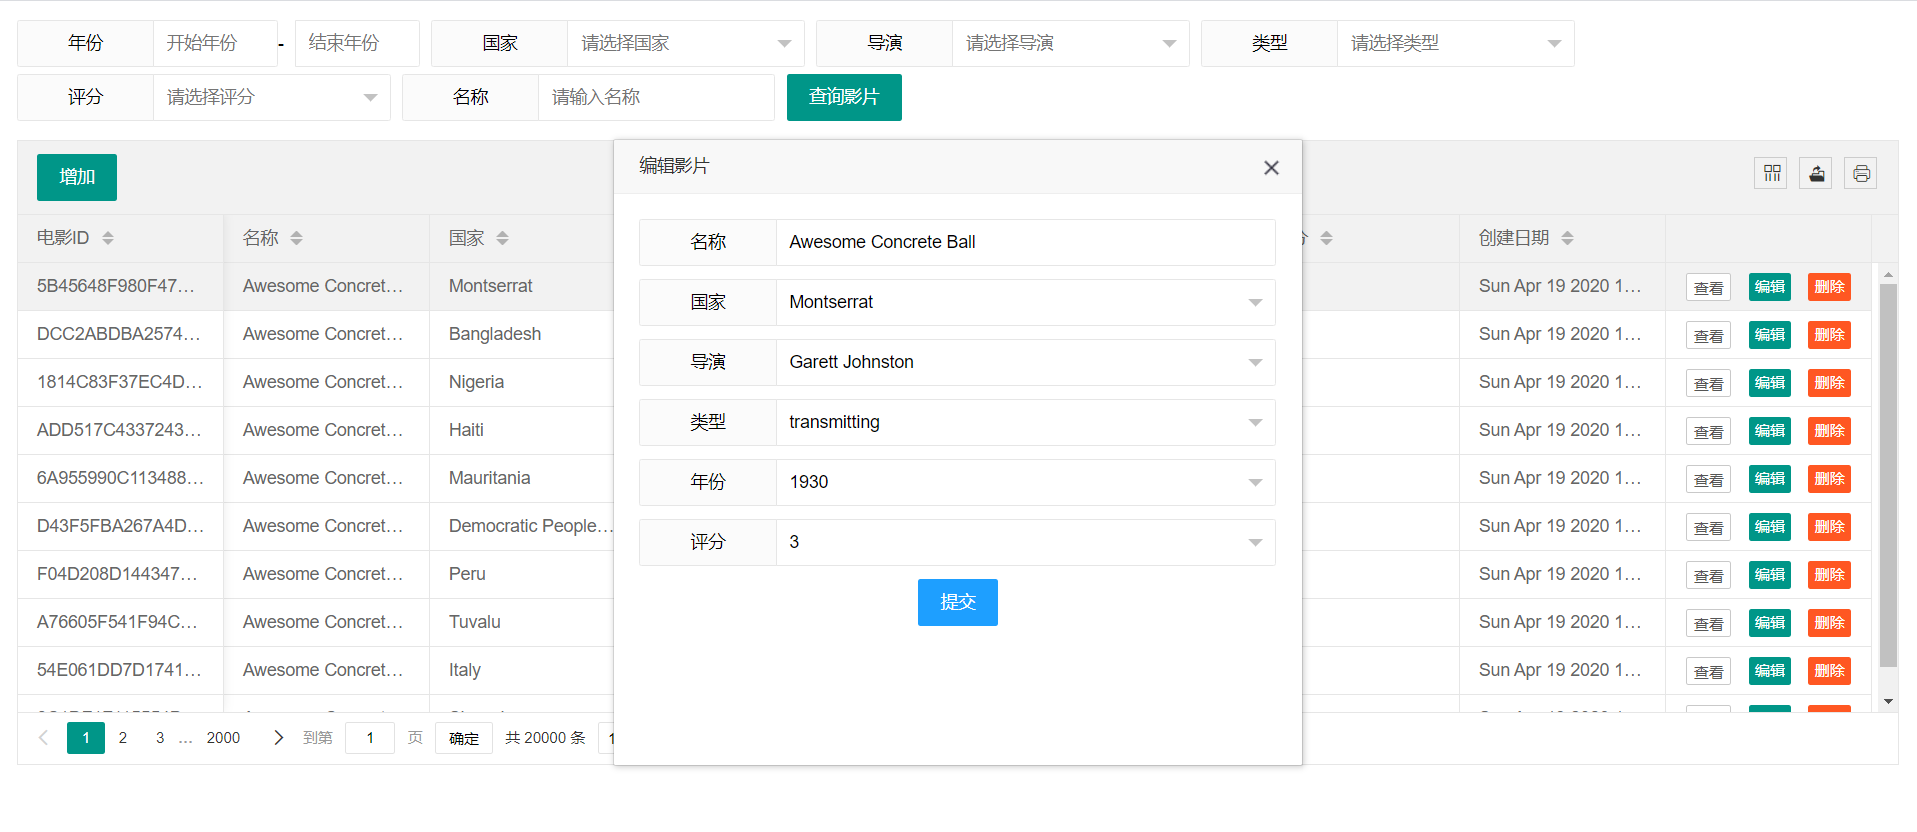 年份 开始年份 - 结束年份 国家 请选择国家 导演 请选择导演 类型 请选择类型
评分 请选择评分 名称 请输入名称 查询影片
增加
电影ID 名称 国家 创建日期
5B45648F980F47... Awesome Concret... Montserrat Sun Apr 19 2020 1... 查看 编辑 删除
DCC2ABDBA2574... Awesome Concret... Bangladesh Sun Apr 19 2020 1... 查看 编辑 删除
1814C83F37EC4D... Awesome Concret... Nigeria Sun Apr 19 2020 1... 查看 编辑 删除
ADD517C4337243... Awesome Concret... Haiti Sun Apr 19 2020 1... 查看 编辑 删除
6A955990C113488... Awesome Concret... Mauritania Sun Apr 19 2020 1... 查看 编辑 删除
D43F5FBA267A4D... Awesome Concret... Democratic People... Sun Apr 19 2020 1... 查看 编辑 删除
F04D208D144347... Awesome Concret... Peru Sun Apr 19 2020 1... 查看 编辑 删除
A76605F541F94C... Awesome Concret... Tuvalu Sun Apr 19 2020 1... 查看 编辑 删除
54E061DD7D1741... Awesome Concret... Italy Sun Apr 19 2020 1... 查看 编辑 删除
1 2 3 ... 2000 到第 1 页 确定 共 20000 条 1
编辑影片
名称 Awesome Concrete Ball
国家 Montserrat
导演 Garett Johnston
类型 transmitting
年份 1930
评分 3
提交